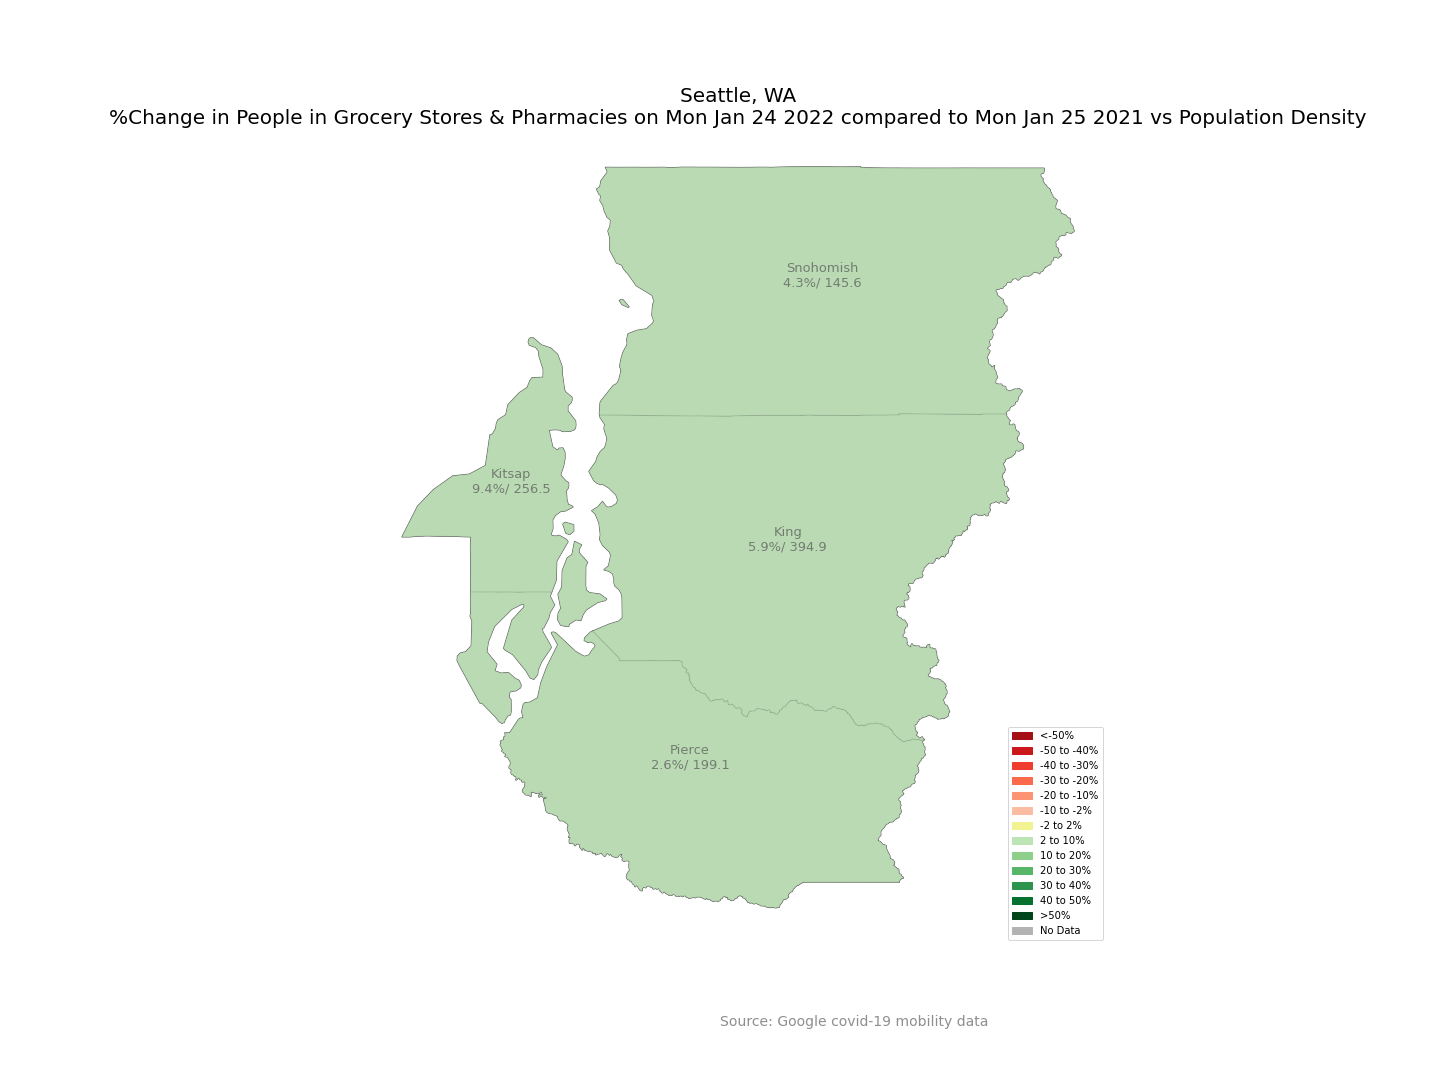 Seattle, WA
%Change in People in Grocery Stores & Pharmacies on Mon Jan 24 2022 compared to Mon Jan 25 2021 vs Population Density
Snohomish
4.3%/ 145.6
Kitsap
9.4%/ 256.5
King
5.9%/ 394.9
Pierce
2.6%/ 199.1
<-50%
-50 to -40%
-40 to -30%
-30 to -20%
-20 to -10%
-10 to -2%
-2 to 2%
2 to 10%
10 to 20%
20 to 30%
30 to 40%
40 to 50%
>50%
No Data
Source: Google covid-19 mobility data